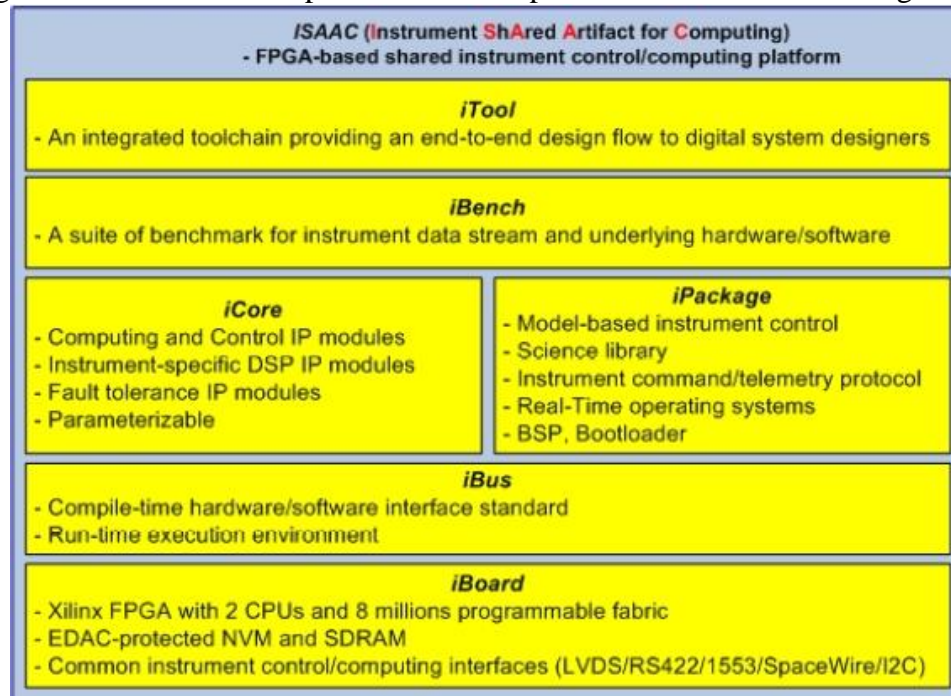 ISAAC (Instrument ShAred Artifact for Computing)
- FPGA-based shared instrument control/computing platform
iTool
- An integrated toolchain providing an end-to-end design flow to digital system designers
iBench
- A suite of benchmark for instrument data stream and underlying hardware/software
iCore
- Computing and Control IP modules
- Instrument-specific DSP IP modules
- Fault tolerance IP modules
- Parameterizable
iPackage
- Model-based instrument control
- Science library
- Instrument command/telemetry protocol
- Real-Time operating systems
- BSP, Bootloader
iBus
- Compile-time hardware/software interface standard
- Run-time execution environment
iBoard
- Xilinx FPGA with 2 CPUs and 8 millions programmable fabric
- EDAC-protected NVM and SDRAM
- Common instrument control/computing interfaces (LVDS/RS422/1553/SpaceWire/I2C)